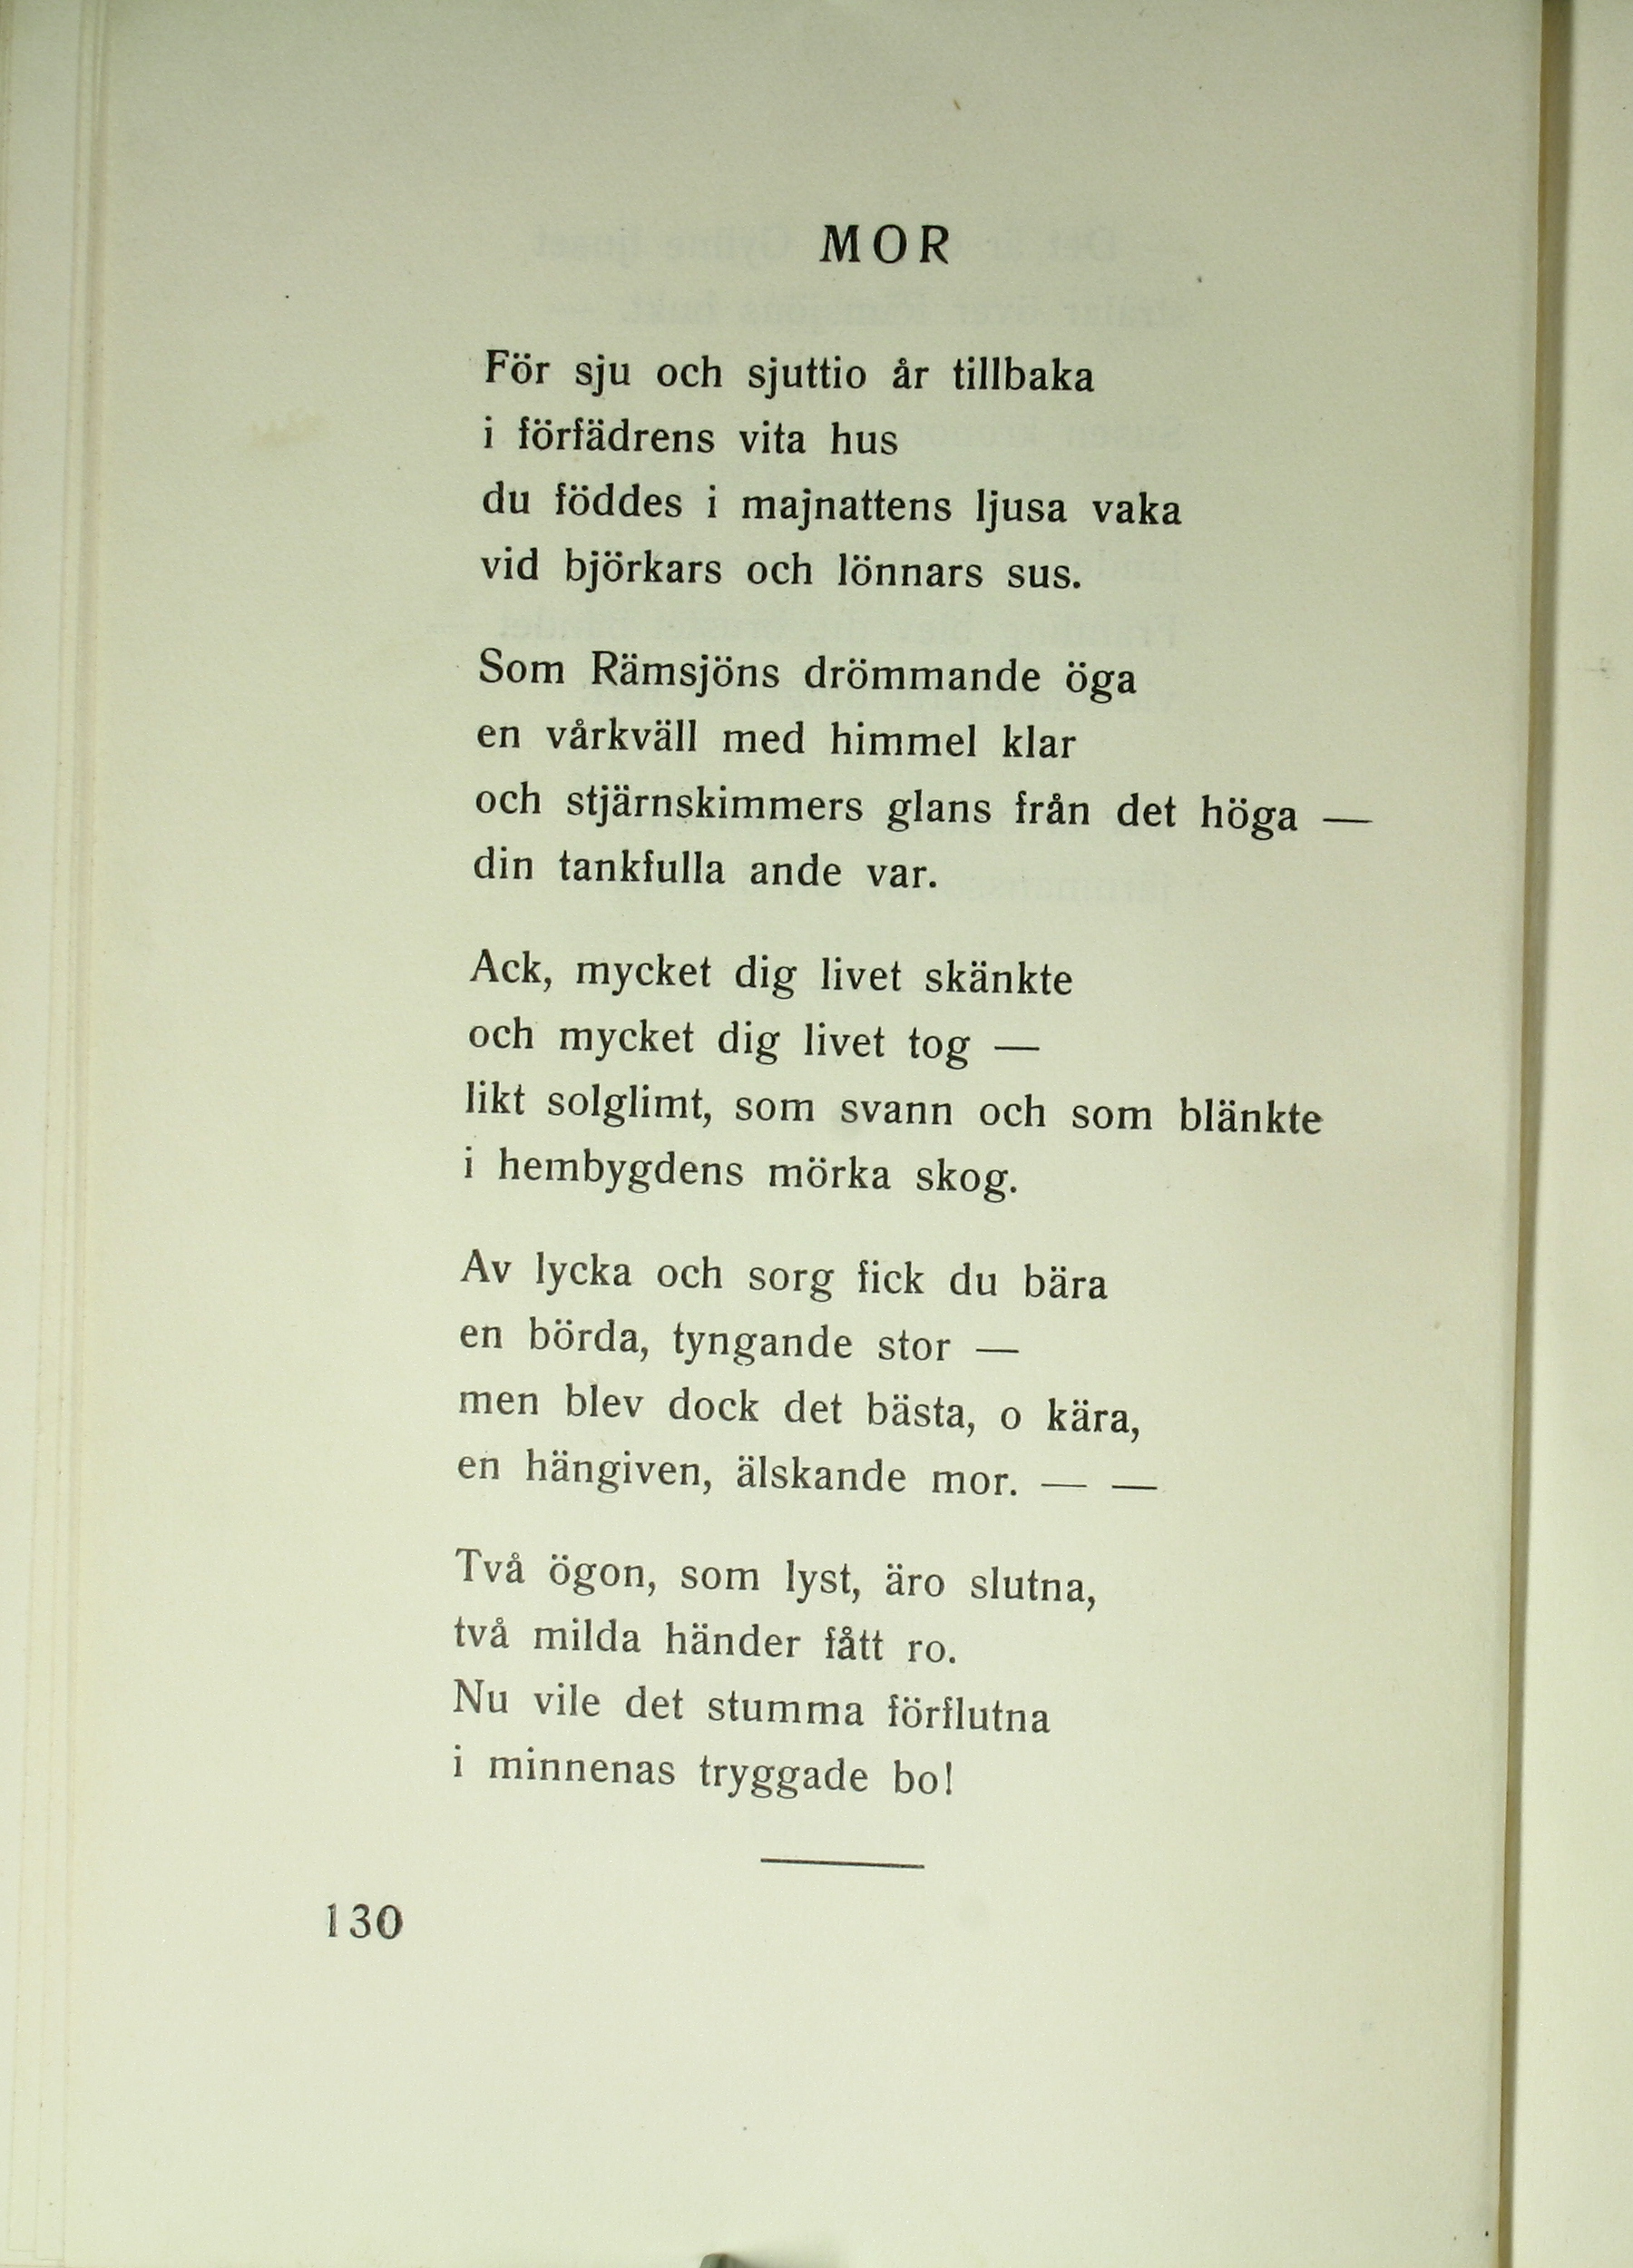 MOR
För sju och sjuttio år tillbaka
i förfädrens vita hus
du föddes i majnattens ljusa vaka
vid björkars och lönnars sus.
Som Rämsjöns drömmande öga
en vårkväll med himmel klar
och stjärnskimmers glans från det höga —
din tankfulla ande var.
Ack, mycket dig livet skänkte
och mycket dig livet tog —
likt solglimt, som svann och som blänkte
i hembygdens mörka skog.
Av lycka och sorg fick du bära
en börda, tyngande stor —
men blev dock det bästa, o kära,
en hängiven, älskande mor. — —
Två ögon, som lyst, äro slutna,
två milda händer fått ro.
Nu vile det stumma förflutna
i minnenas tryggade bo!
130